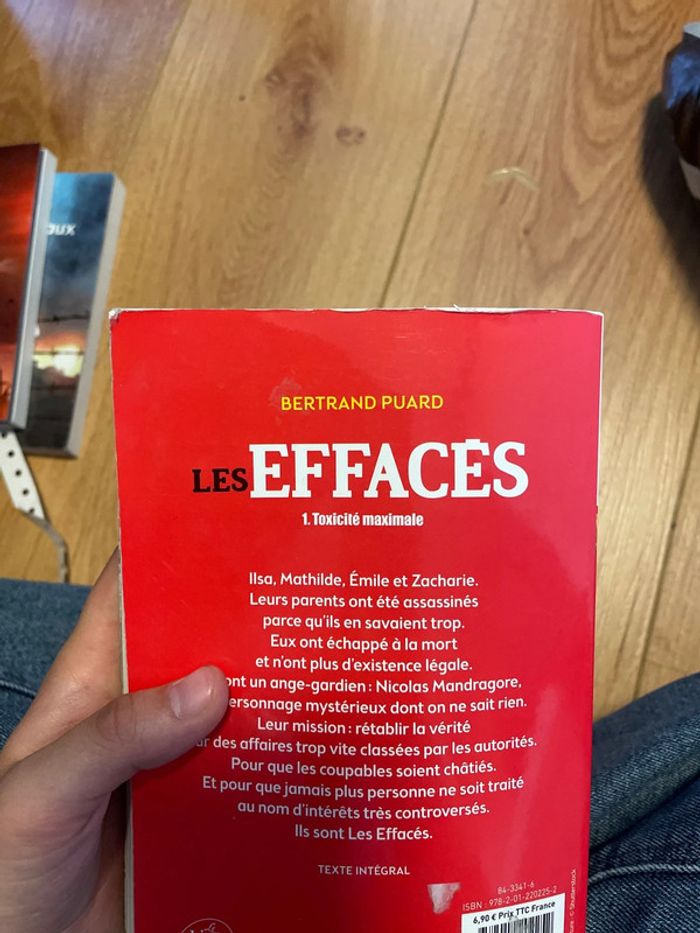 BERTRAND PUARD
LES EFFACÉS
1. Toxicité maximale
Ilsa, Mathilde, Émile et Zacharie.
Leurs parents ont été assassinés
parce qu'ils en savaient trop.
Eux ont échappé à la mort
et n'ont plus d'existence légale.
ont un ange-gardien : Nicolas Mandragore,
personnage mystérieux dont on ne sait rien.
Leur mission : rétablir la vérité
des affaires trop vite classées par les autorités.
Pour que les coupables soient châtiés.
Et pour que jamais plus personne ne soit traité
au nom d'intérêts très controversés.
Ils sont Les Effacés.
TEXTE INTÉGRAL
84-3341-6
ISBN : 978-2-01-220225-2
6,90 € Prix TTC France
© Shutterstock